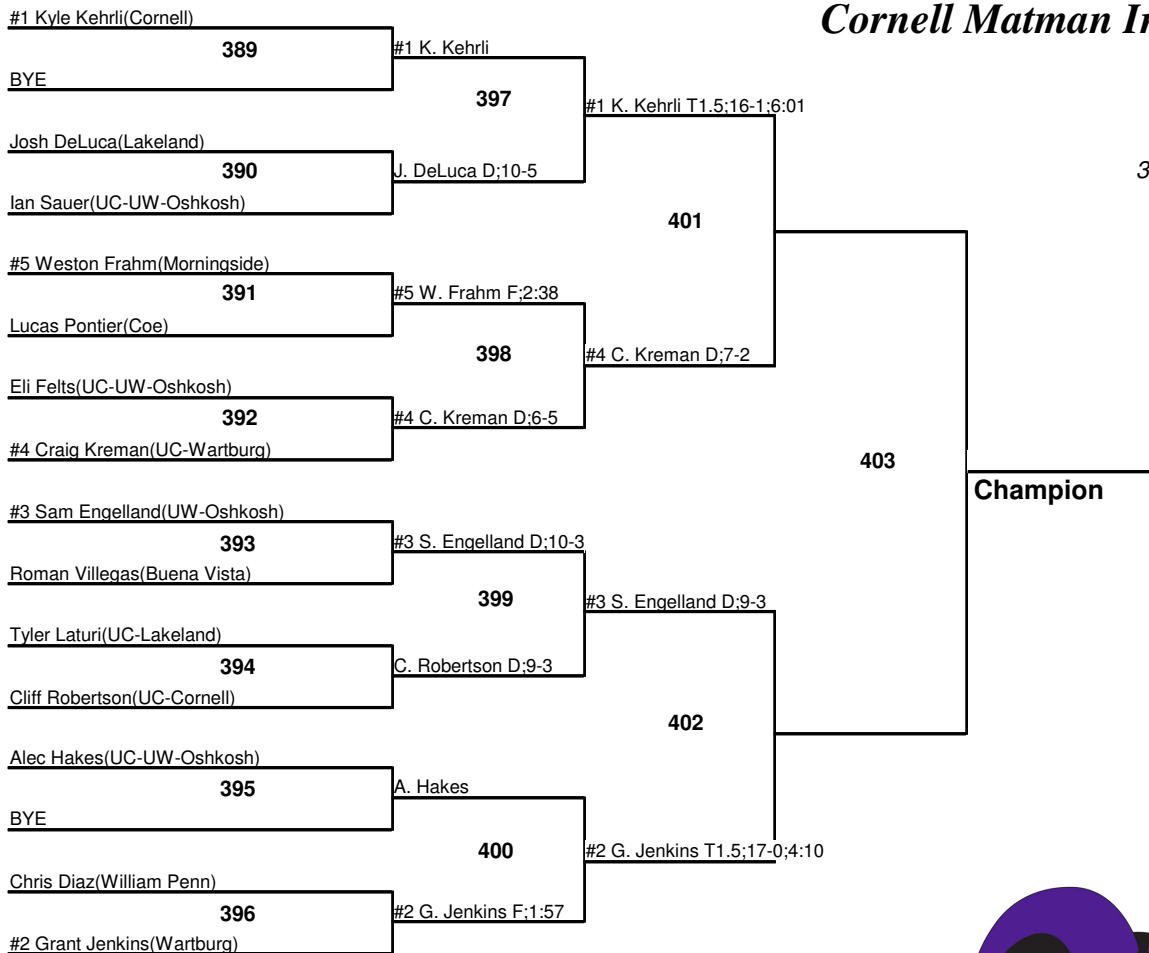 Cornell Matman In
3
#1 Kyle Kehrli(Cornell)
389
BYE
Josh DeLuca(Lakeland)
390
Ian Sauer(UC-UW-Oshkosh)
#5 Weston Frahm(Morningside)
391
Lucas Pontier(Coe)
Eli Felts(UC-UW-Oshkosh)
392
#4 Craig Kreman(UC-Wartburg)
#3 Sam Engelland(UW-Oshkosh)
393
Roman Villegas(Buena Vista)
Tyler Laturi(UC-Lakeland)
394
Cliff Robertson(UC-Cornell)
Alec Hakes(UC-UW-Oshkosh)
395
BYE
Chris Diaz(William Penn)
396
#2 Grant Jenkins(Wartburg)
#1 K. Kehrli
397
J. DeLuca D;10-5
#5 W. Frahm F;2:38
398
#4 C. Kreman D;6-5
#3 S. Engelland D;10-3
399
C. Robertson D;9-3
A. Hakes
400
#2 G. Jenkins F;1:57
#1 K. Kehrli T1.5;16-1;6:01
401
#4 C. Kreman D;7-2
#3 S. Engelland D;9-3
402
#2 G. Jenkins T1.5;17-0;4:10
403
Champion